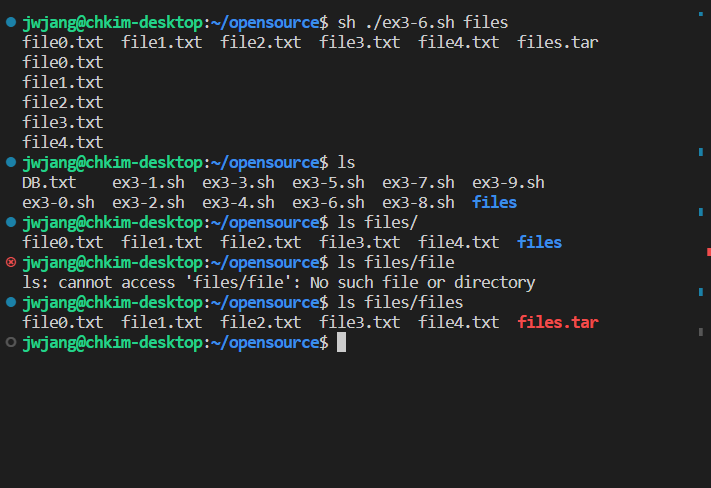 jwjang@chkim-desktop:~/opensource$ sh ./ex3-6.sh files
file0.txt  file1.txt  file2.txt  file3.txt  file4.txt  files.tar
file0.txt
file1.txt
file2.txt
file3.txt
file4.txt
jwjang@chkim-desktop:~/opensource$ ls
DB.txt    ex3-1.sh  ex3-3.sh  ex3-5.sh  ex3-7.sh  ex3-9.sh
ex3-0.sh  ex3-2.sh  ex3-4.sh  ex3-6.sh  ex3-8.sh  files
jwjang@chkim-desktop:~/opensource$ ls files/
file0.txt  file1.txt  file2.txt  file3.txt  file4.txt  files
jwjang@chkim-desktop:~/opensource$ ls files/file
ls: cannot access 'files/file': No such file or directory
jwjang@chkim-desktop:~/opensource$ ls files/files
file0.txt  file1.txt  file2.txt  file3.txt  file4.txt  files.tar
jwjang@chkim-desktop:~/opensource$